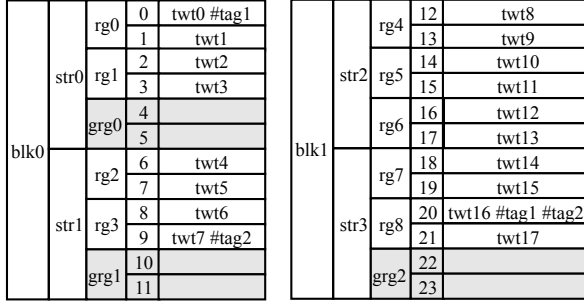 blk0 str0 rg0 0 twt0 #tag1
1 twt1
rg1 2 twt2
3 twt3
grg0 4
5
str1 rg2 6 twt4
7 twt5
rg3 8 twt6
9 twt7 #tag2
grg1 10
11
blk1 str2 rg4 12 twt8
13 twt9
rg5 14 twt10
15 twt11
rg6 16 twt12
17 twt13
str3 rg7 18 twt14
19 twt15
rg8 20 twt16 #tag1 #tag2
21 twt17
grg2 22
23